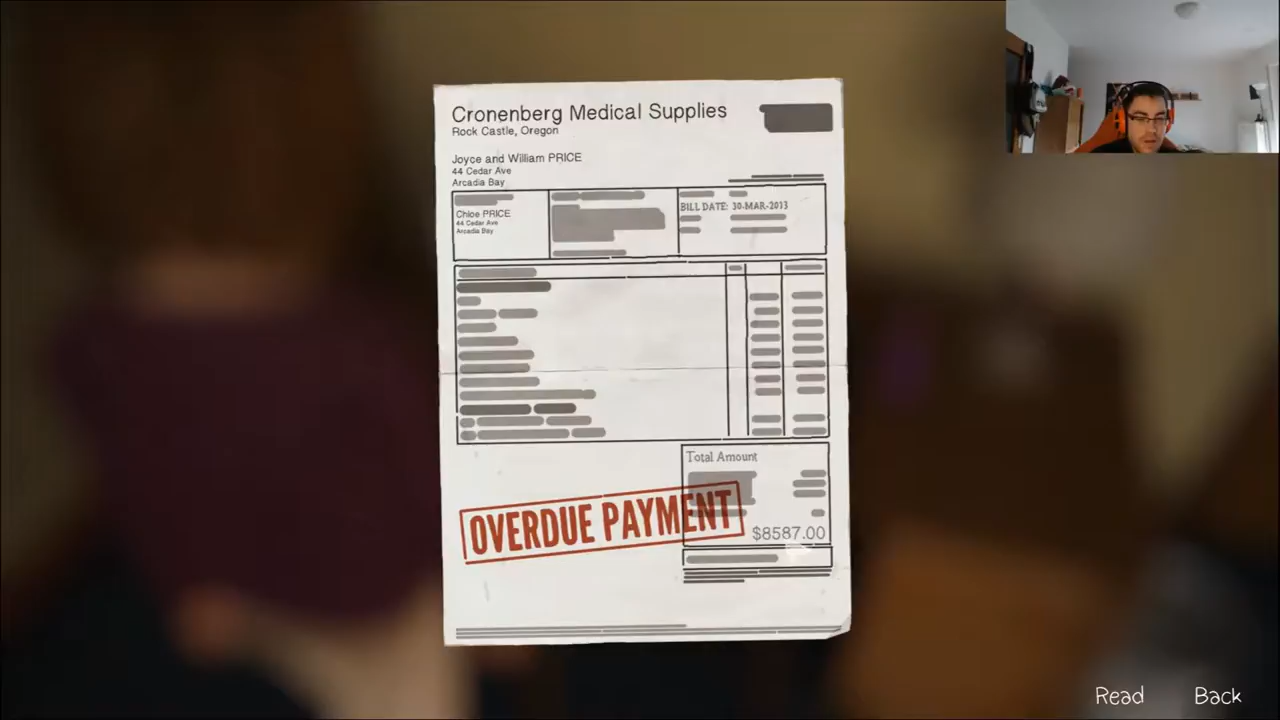 Cronenberg Medical Supplies
Rock Castle, Oregon
Joyce and William PRICE
44 Cedar Ave
Arcadia Bay
Chloe PRICE
44 Cedar Ave
Arcadia Bay
BILL DATE: 30-MAR-2013
Total Amount
OVERDUE PAYMENT
$8587.00
Read
Back